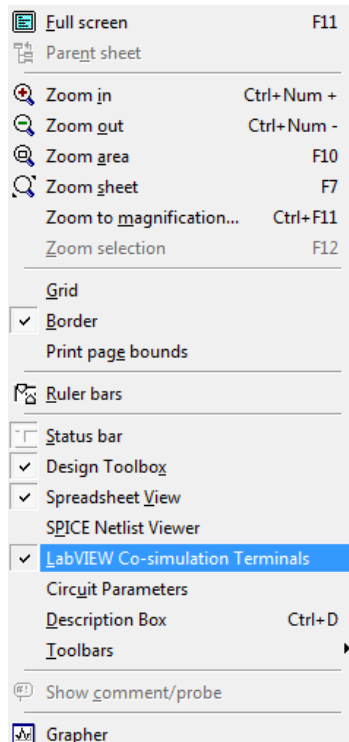 Full screen F11
Parent sheet
Zoom in Ctrl+Num +
Zoom out Ctrl+Num -
Zoom area F10
Zoom sheet F7
Zoom to magnification... Ctrl+F11
Zoom selection F12
Grid
Border
Print page bounds
Ruler bars
Status bar
Design Toolbox
Spreadsheet View
SPICE Netlist Viewer
LabVIEW Co-simulation Terminals
Circuit Parameters
Description Box Ctrl+D
Toolbars
Show comment/probe
Grapher